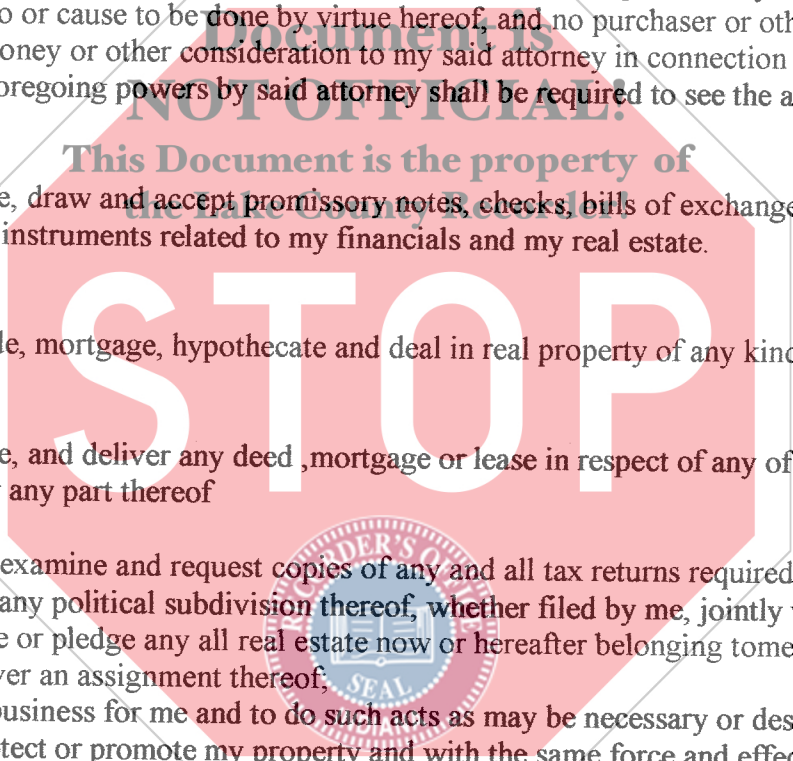 o or cause to be done by virtue hereof, and no purchaser or oth
Document is
oney or other consideration to my said attorney in connection
oregoing powers by said attorney shall be required to see the a
NOT OFFICIAL!
This Document is the property of
the Lake County Recorder!
e, draw and accept promissory notes, checks, bills of exchange
instruments related to my financials and my real estate.
STOP
le, mortgage, hypothecate and deal in real property of any kind
e, and deliver any deed ,mortgage or lease in respect of any of
any part thereof
RECORDER'S OFFICE
examine and request copies of any and all tax returns required
any political subdivision thereof, whether filed by me, jointly
e or pledge any all real estate now or hereafter belonging tome
ver an assignment thereof;
SEAL
INDIANA
business for me and to do such acts as may be necessary or des
tect or promote my property and with the same force and effec